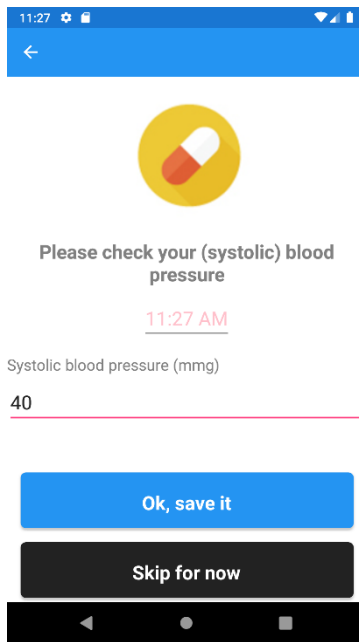 11:27
Please check your (systolic) blood
pressure
11:27 AM
Systolic blood pressure (mmg)
40
Ok, save it
Skip for now